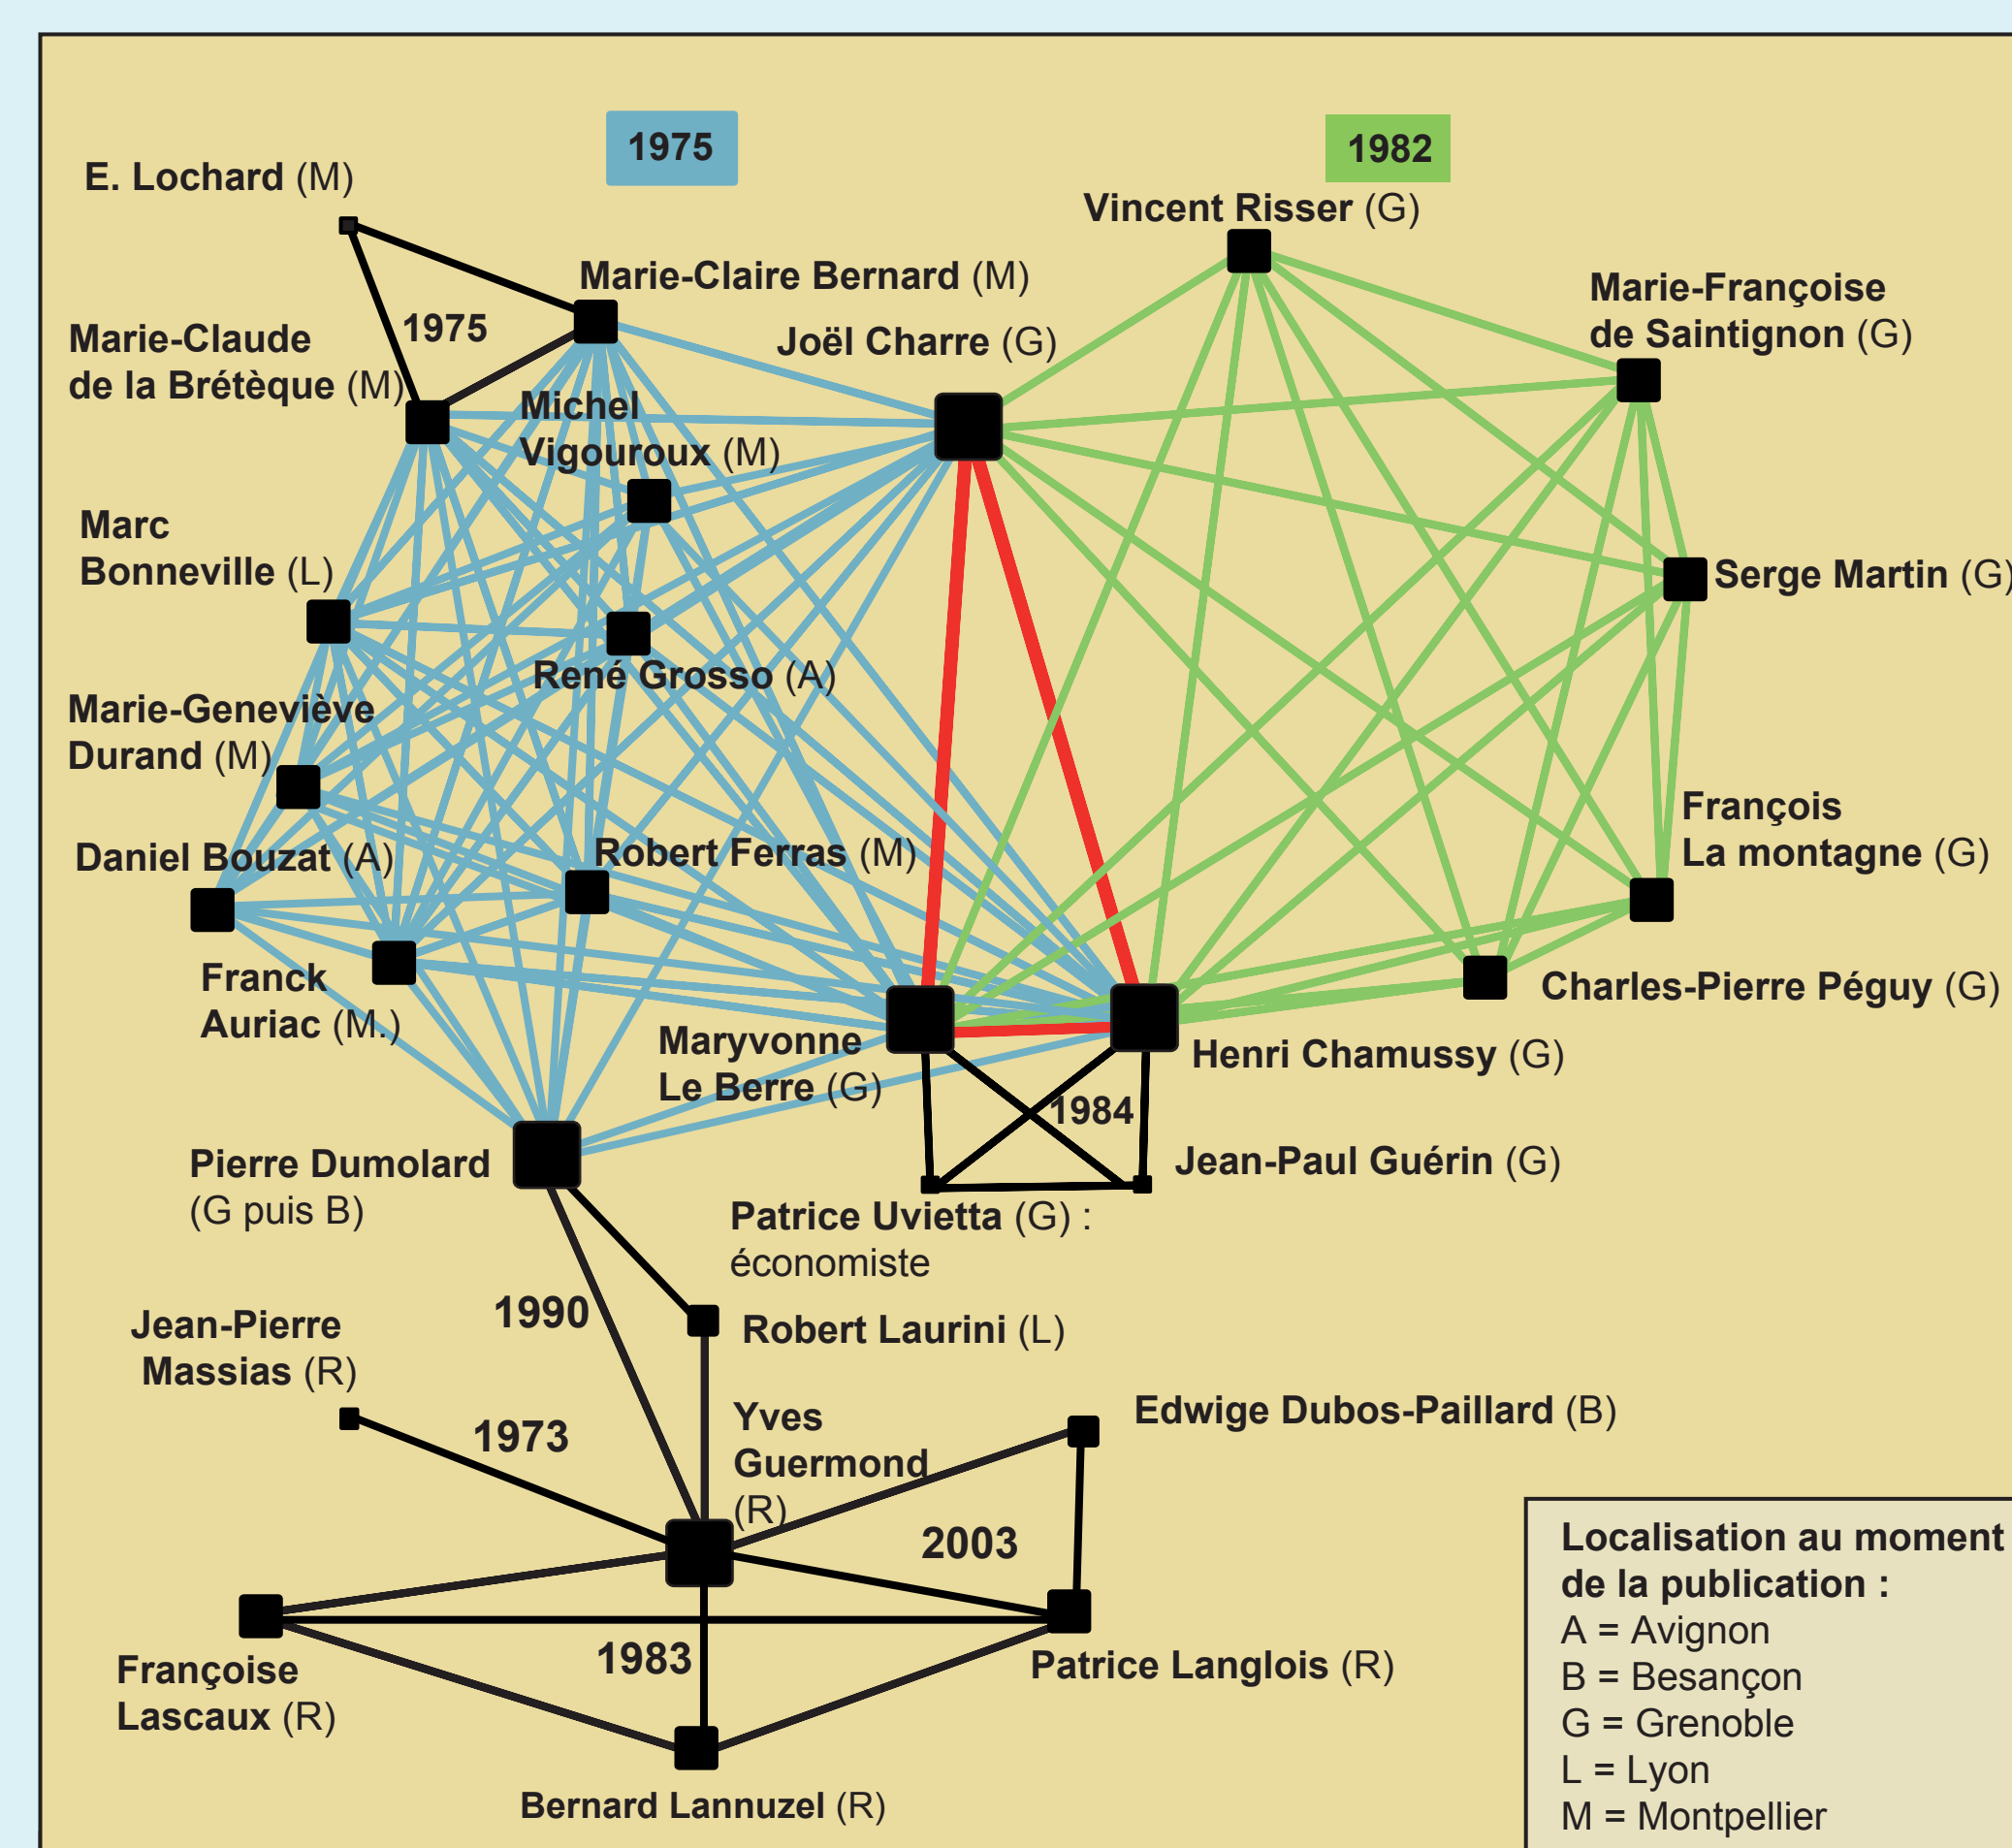 1975
1982
E. Lochard (M)
Vincent Risser (G)
Marie-Claire Bernard (M)
Marie-Françoise
de Saintignon (G)
1975
Marie-Claude
de la Brétèque (M)
Joël Charre (G)
Michel
Vigouroux (M)
Marc
Bonneville (L)
Serge Martin (G)
René Grosso (A)
Marie-Geneviève
Durand (M)
François
La montagne (G)
Daniel Bouzat (A)
Robert Ferras (M)
Franck
Auriac (M.)
Charles-Pierre Péguy (G)
Maryvonne
Le Berre (G)
Henri Chamussy (G)
1984
Pierre Dumolard
(G puis B)
Jean-Paul Guérin (G)
Patrice Uvietta (G) :
économiste
1990
Robert Laurini (L)
Jean-Pierre
Massias (R)
1973
Yves
Guermond
(R)
Edwige Dubos-Paillard (B)
2003
1983
Françoise
Lascaux (R)
Patrice Langlois (R)
Bernard Lannuzel (R)
Localisation au moment
de la publication :
A = Avignon
B = Besançon
G = Grenoble
L = Lyon
M = Montpellier